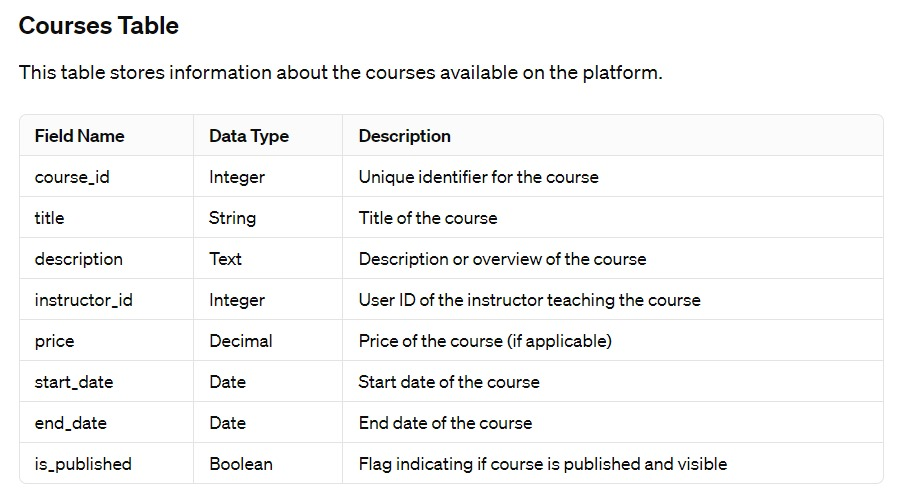 Courses Table
This table stores information about the courses available on the platform.
Field Name Data Type Description
course_id Integer Unique identifier for the course
title String Title of the course
description Text Description or overview of the course
instructor_id Integer User ID of the instructor teaching the course
price Decimal Price of the course (if applicable)
start_date Date Start date of the course
end_date Date End date of the course
is_published Boolean Flag indicating if course is published and visible